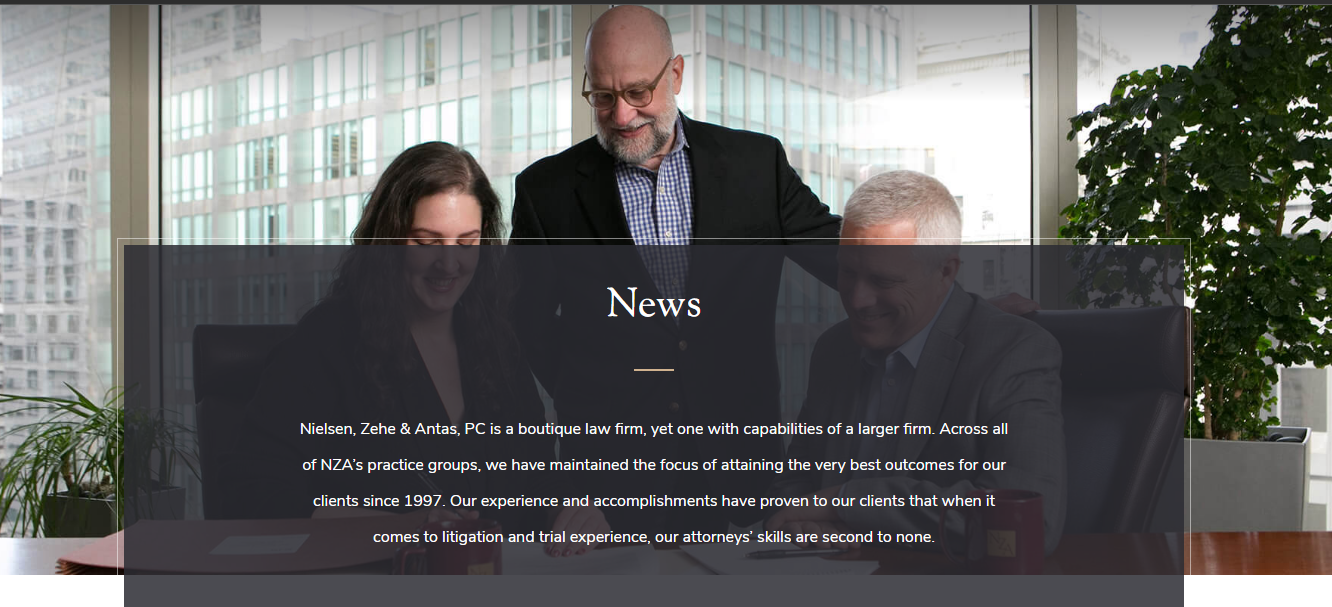 News
Nielsen, Zehe & Antas, PC is a boutique law firm, yet one with capabilities of a larger firm. Across all
of NZA’s practice groups, we have maintained the focus of attaining the very best outcomes for our
clients since 1997. Our experience and accomplishments have proven to our clients that when it
comes to litigation and trial experience, our attorneys’ skills are second to none.